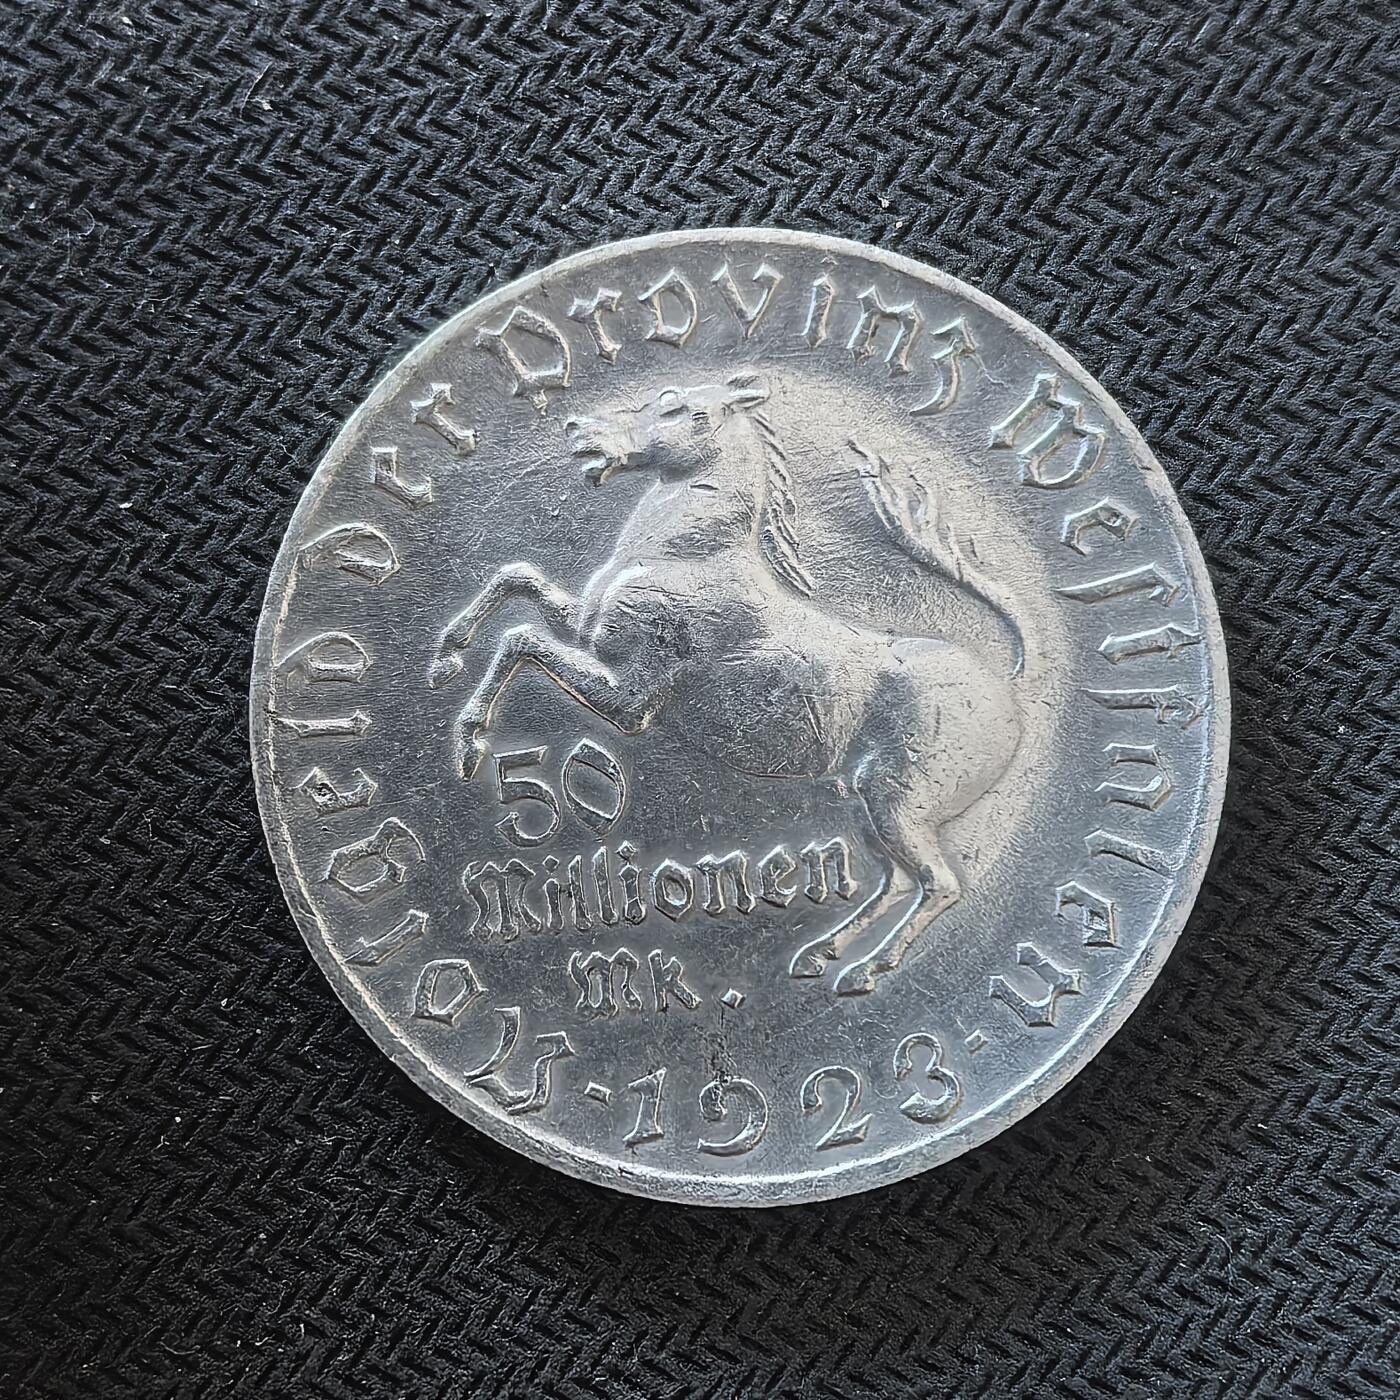 Notgeld der Provinz Westfalen
·1923·
50
Millionen
Mk.